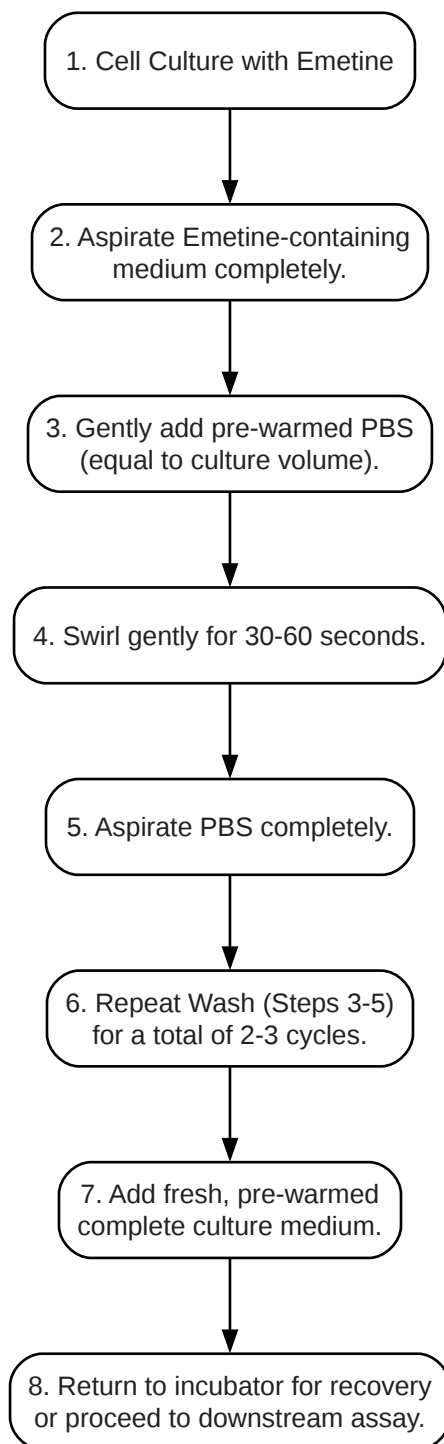 1. Cell Culture with Emetine
2. Aspirate Emetine-containing
medium completely.
3. Gently add pre-warmed PBS
(equal to culture volume).
4. Swirl gently for 30-60 seconds.
5. Aspirate PBS completely.
6. Repeat Wash (Steps 3-5)
for a total of 2-3 cycles.
7. Add fresh, pre-warmed
complete culture medium.
8. Return to incubator for recovery
or proceed to downstream assay.